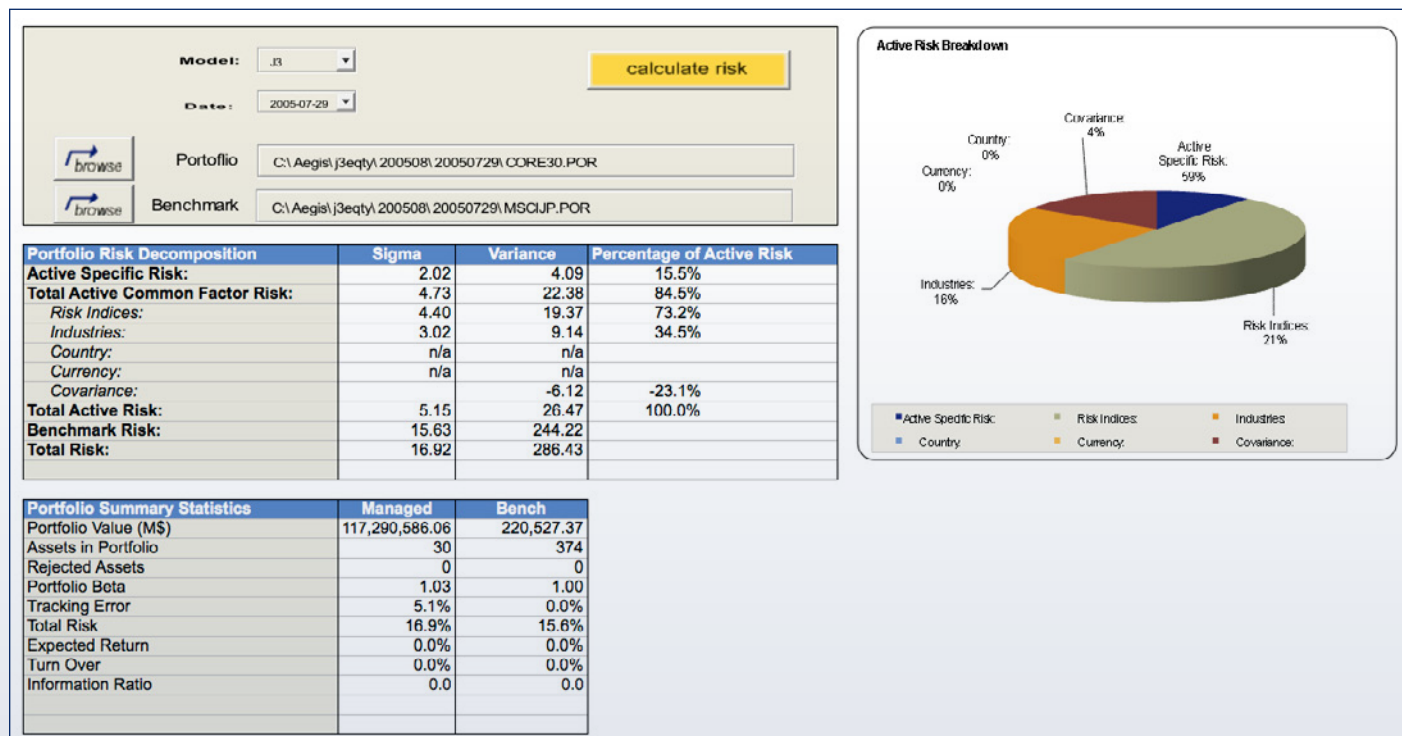 Model: J3
calculate risk
Date: 2005-07-29
browse Portoflio C:\Aegis\j3eqty\200508\20050729\CORE30.POR
browse Benchmark C:\Aegis\j3eqty\200508\20050729\MSCIJP.POR
Portfolio Risk Decomposition Sigma Variance Percentage of Active Risk
Active Specific Risk: 2.02 4.09 15.5%
Total Active Common Factor Risk: 4.73 22.38 84.5%
Risk Indices: 4.40 19.37 73.2%
Industries: 3.02 9.14 34.5%
Country: n/a n/a
Currency: n/a n/a
Covariance: -6.12 -23.1%
Total Active Risk: 5.15 26.47 100.0%
Benchmark Risk: 15.63 244.22
Total Risk: 16.92 286.43
Portfolio Summary Statistics Managed Bench
Portfolio Value (M$) 117,290,586.06 220,527.37
Assets in Portfolio 30 374
Rejected Assets 0 0
Portfolio Beta 1.03 1.00
Tracking Error 5.1% 0.0%
Total Risk 16.9% 15.6%
Expected Return 0.0% 0.0%
Turn Over 0.0% 0.0%
Information Ratio 0.0 0.0
Active Risk Breakdown
Covariance:
4%
Country:
0%
Active
Specific Risk:
59%
Currency:
0%
Industries:
16%
Risk Indices:
21%
Active Specific Risk: Risk Indices: Industries:
Country: Currency: Covariance: